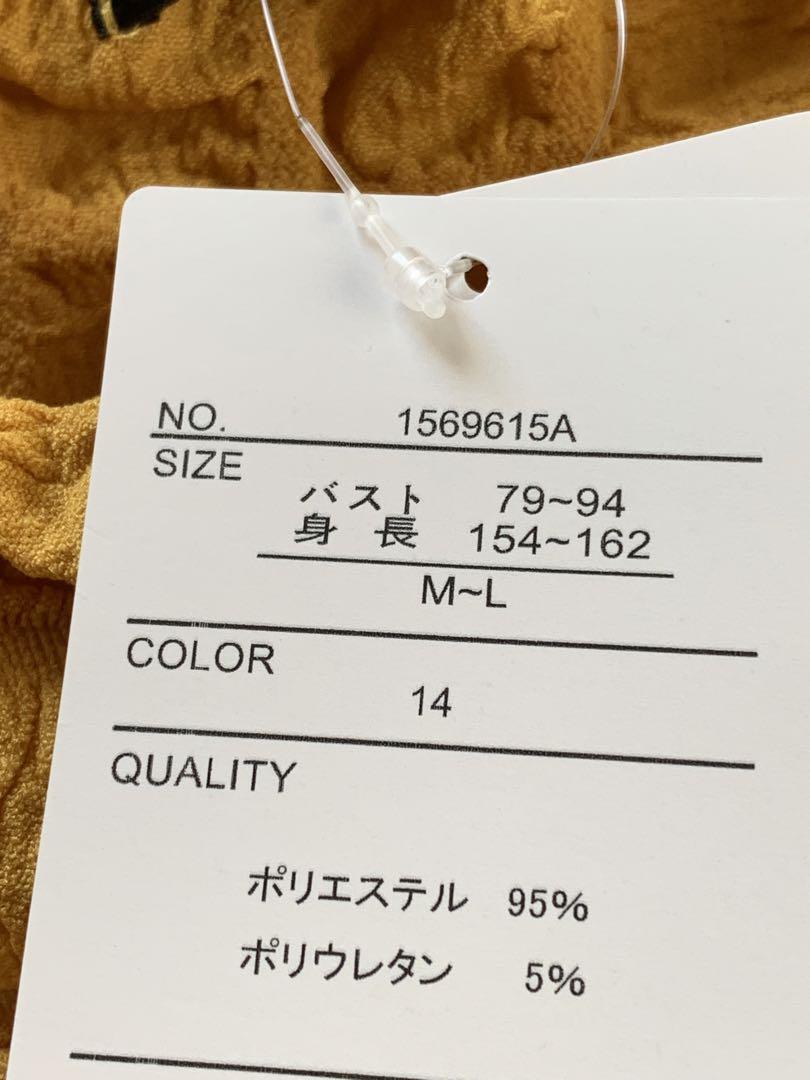 NO. 1569615A
SIZE
バスト 79~94
身長 154~162
M~L
COLOR
14
QUALITY
ポリエステル 95%
ポリウレタン 5%